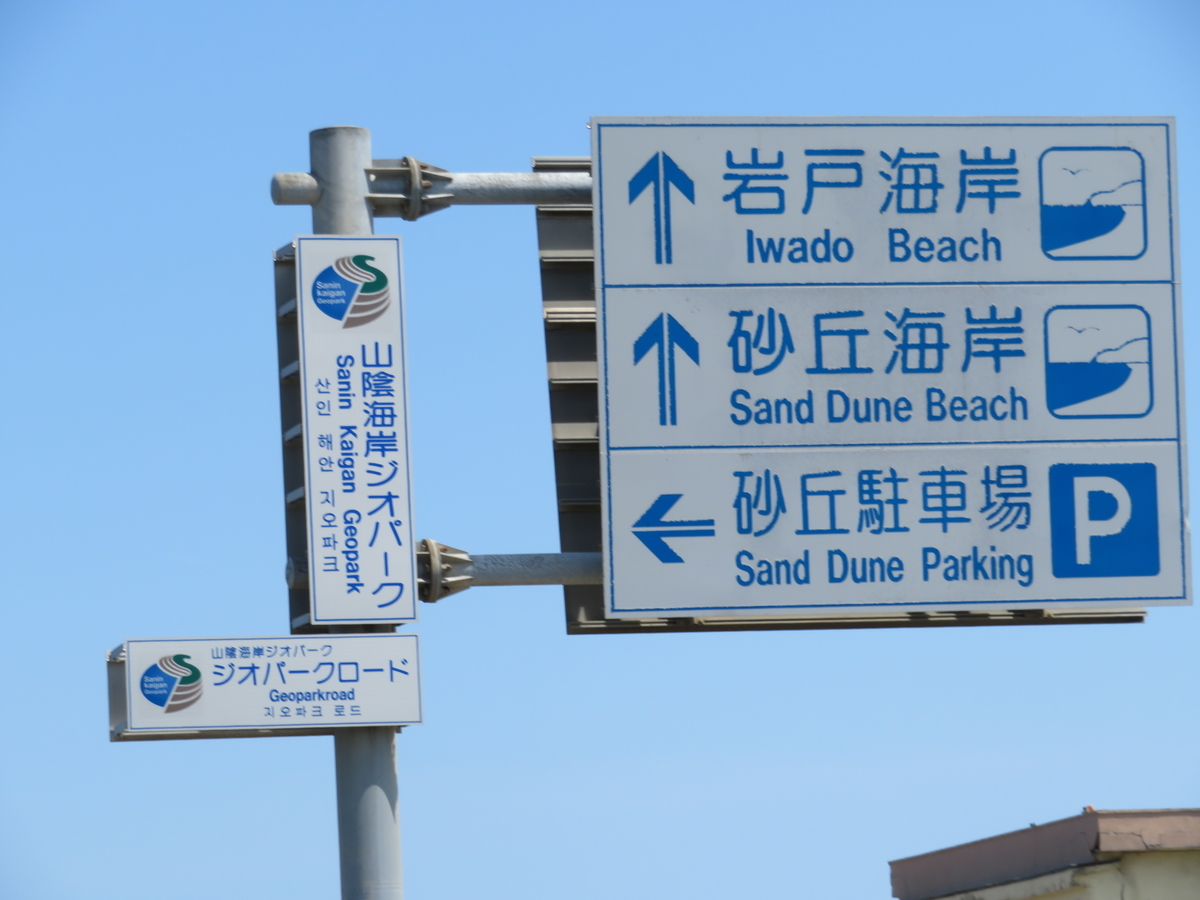 岩戸海岸
Iwado Beach
砂丘海岸
Sand Dune Beach
砂丘駐車場
Sand Dune Parking
P
Sanin
kaigan
Geopark
山陰海岸ジオパーク
Sanin Kaigan Geopark
산인 해안 지오파크
Sanin
kaigan
Geopark
山陰海岸ジオパーク
ジオパークロード
Geoparkroad
지오파크 로드